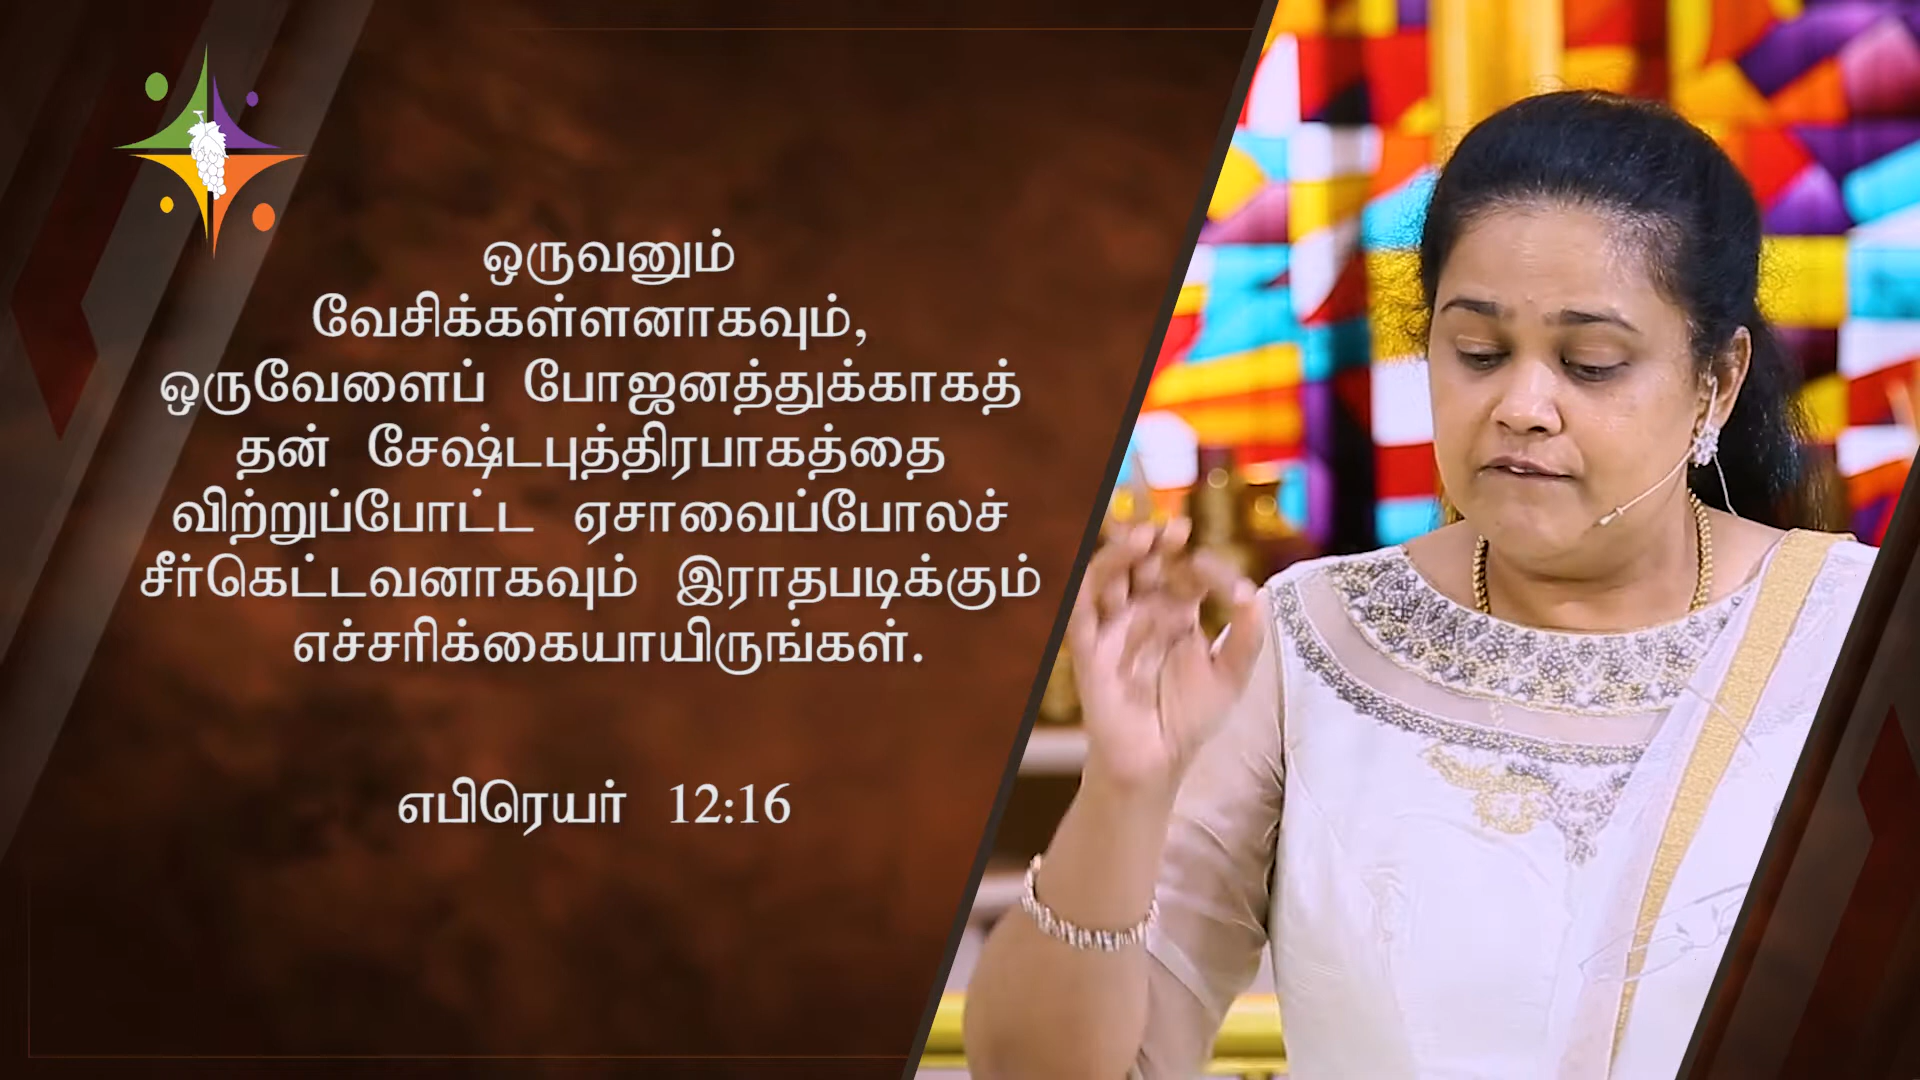 ஒருவனும்
வேசிக்கள்ளனாகவும்,
ஒருவேளைப் போஜனத்துக்காகத்
தன் சேஷ்டபுத்திரபாகத்தை
விற்றுப்போட்ட ஏசாவைப்போலச்
சீர்கெட்டவனாகவும் இராதபடிக்கும்
எச்சரிக்கையாயிருங்கள்.
எபிரெயர் 12:16